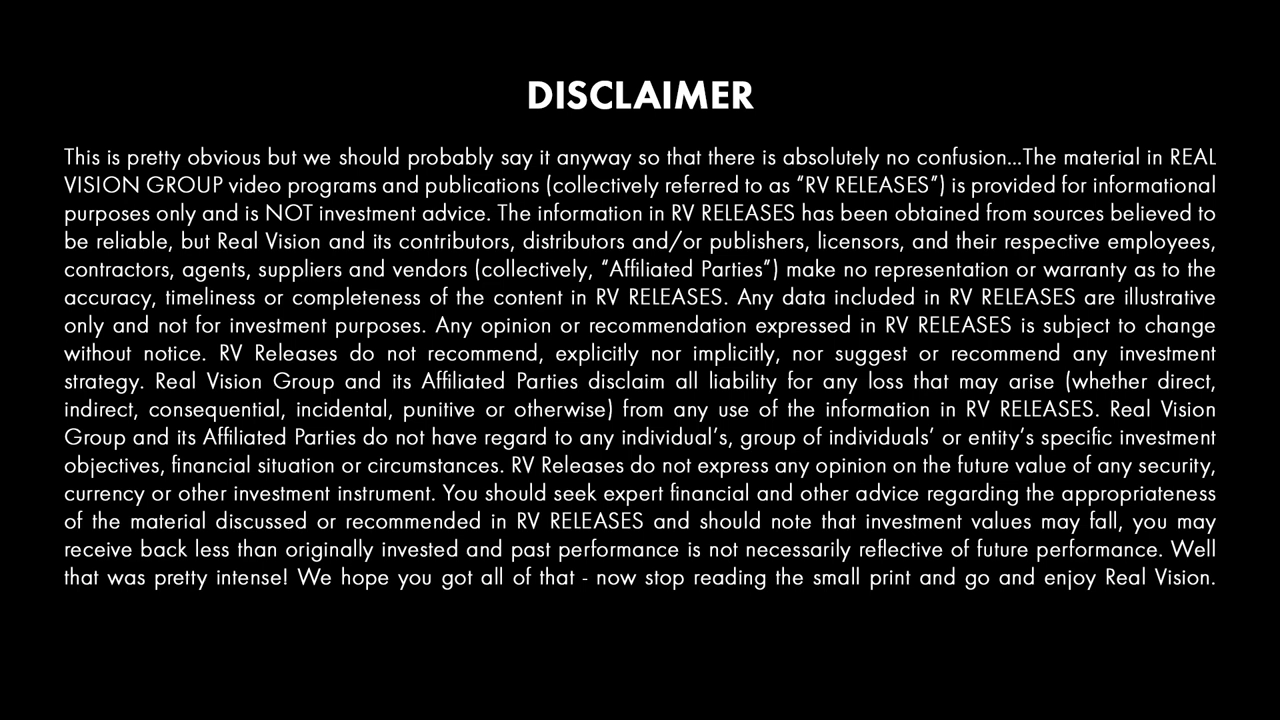 DISCLAIMER
This is pretty obvious but we should probably say it anyway so that there is absolutely no confusion...The material in REAL
VISION GROUP video programs and publications (collectively referred to as “RV RELEASES”) is provided for informational
purposes only and is NOT investment advice. The information in RV RELEASES has been obtained from sources believed to
be reliable, but Real Vision and its contributors, distributors and/or publishers, licensors, and their respective employees,
contractors, agents, suppliers and vendors (collectively, “Affiliated Parties”) make no representation or warranty as to the
accuracy, timeliness or completeness of the content in RV RELEASES. Any data included in RV RELEASES are illustrative
only and not for investment purposes. Any opinion or recommendation expressed in RV RELEASES is subject to change
without notice. RV Releases do not recommend, explicitly nor implicitly, nor suggest or recommend any investment
strategy. Real Vision Group and its Affiliated Parties disclaim all liability for any loss that may arise (whether direct,
indirect, consequential, incidental, punitive or otherwise) from any use of the information in RV RELEASES. Real Vision
Group and its Affiliated Parties do not have regard to any individual’s, group of individuals’ or entity’s specific investment
objectives, financial situation or circumstances. RV Releases do not express any opinion on the future value of any security,
currency or other investment instrument. You should seek expert financial and other advice regarding the appropriateness
of the material discussed or recommended in RV RELEASES and should note that investment values may fall, you may
receive back less than originally invested and past performance is not necessarily reflective of future performance. Well
that was pretty intense! We hope you got all of that - now stop reading the small print and go and enjoy Real Vision.